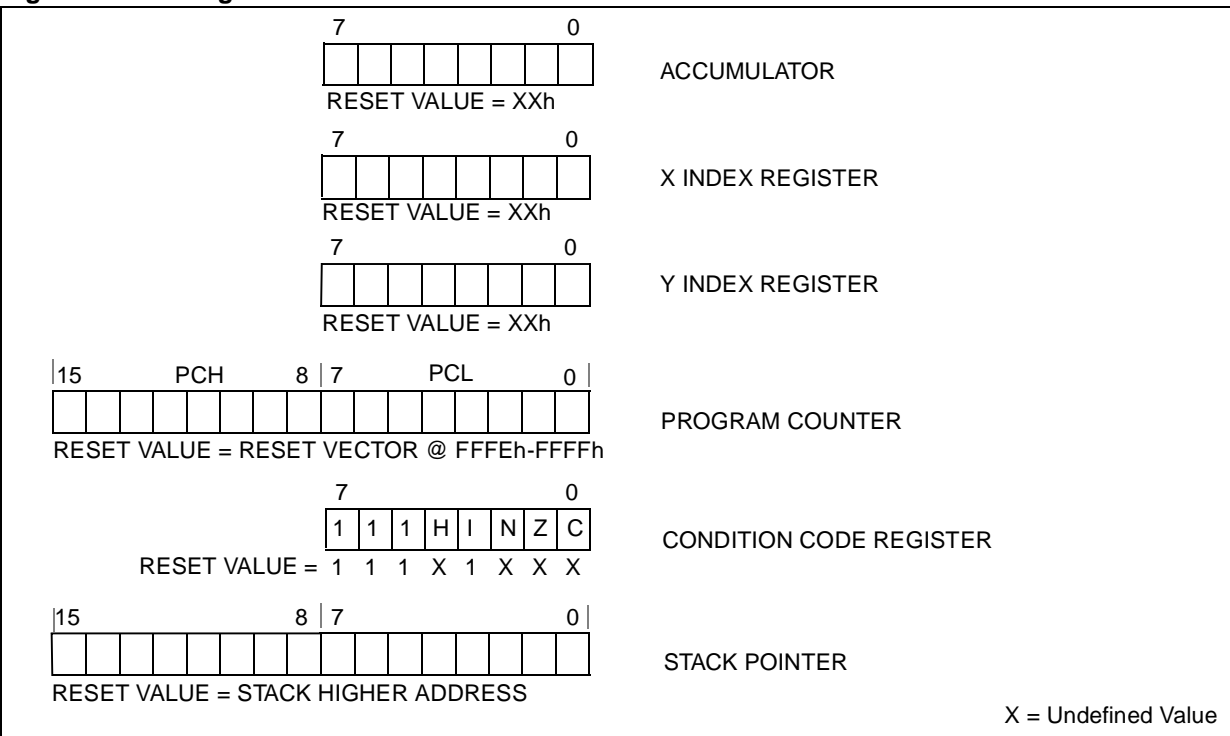 7 0
ACCUMULATOR
RESET VALUE = XXh
7 0
X INDEX REGISTER
RESET VALUE = XXh
7 0
Y INDEX REGISTER
RESET VALUE = XXh
15 PCH 8 7 PCL 0
PROGRAM COUNTER
RESET VALUE = RESET VECTOR @ FFFEh-FFFFh
7 0
1 1 1 H I N Z C
CONDITION CODE REGISTER
RESET VALUE = 1 1 1 X 1 X X X
15 8 7 0
STACK POINTER
RESET VALUE = STACK HIGHER ADDRESS
X = Undefined Value